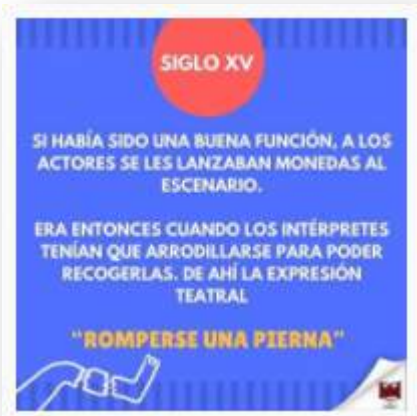 SIGLO XV
SI HABÍA SIDO UNA BUENA FUNCIÓN, A LOS
ACTORES SE LES LANZABAN MONEDAS AL
ESCENARIO.
ERA ENTONCES CUANDO LOS INTÉRPRETES
TENÍAN QUE ARRODILLARSE PARA PODER
RECOGERLAS. DE AHÍ LA EXPRESIÓN
TEATRAL
"ROMPERSE UNA PIERNA"